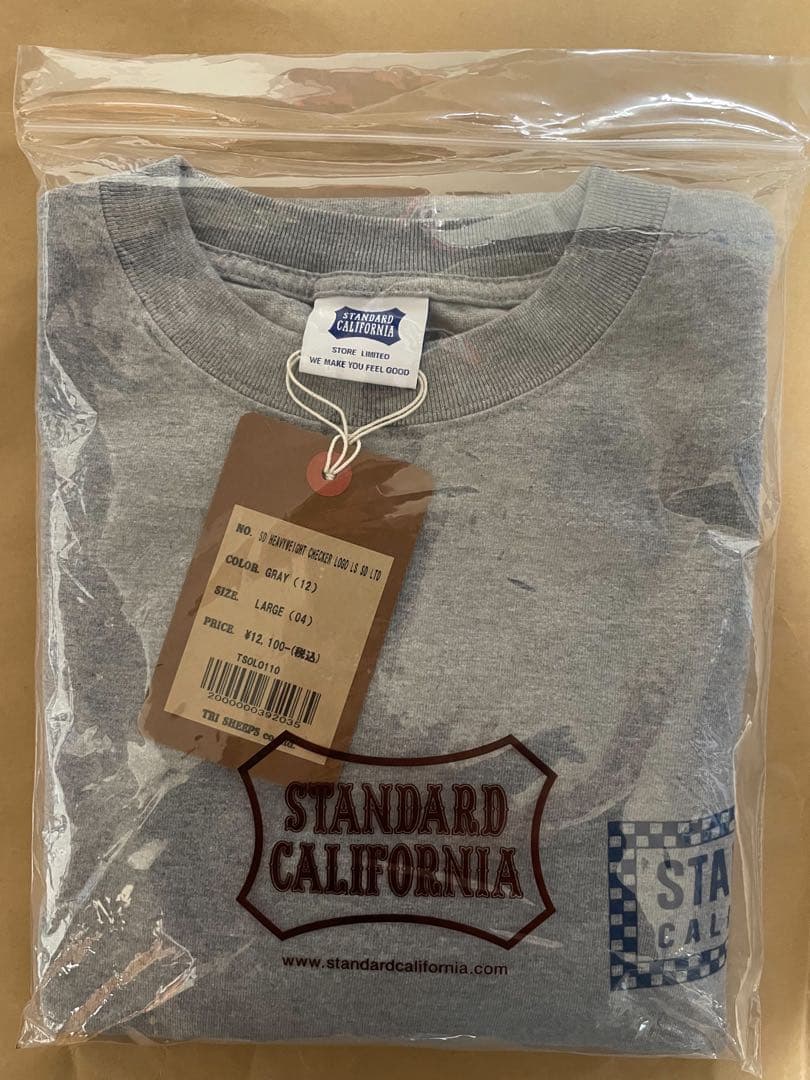 STANDARD
CALIFORNIA
STORE LIMITED
WE MAKE YOU FEEL GOOD
NO. SD HEAVYWEIGHT CHECKER LOGO LS SD LTD
COLOR. GRAY (12)
SIZE. LARGE (04)
PRICE. ¥12,100-(税込)
TSOLO110
2000000392035
TRI SHEEPS co.,ltd.
STANDARD
CALIFORNIA
www.standardcalifornia.com
STA
CAL